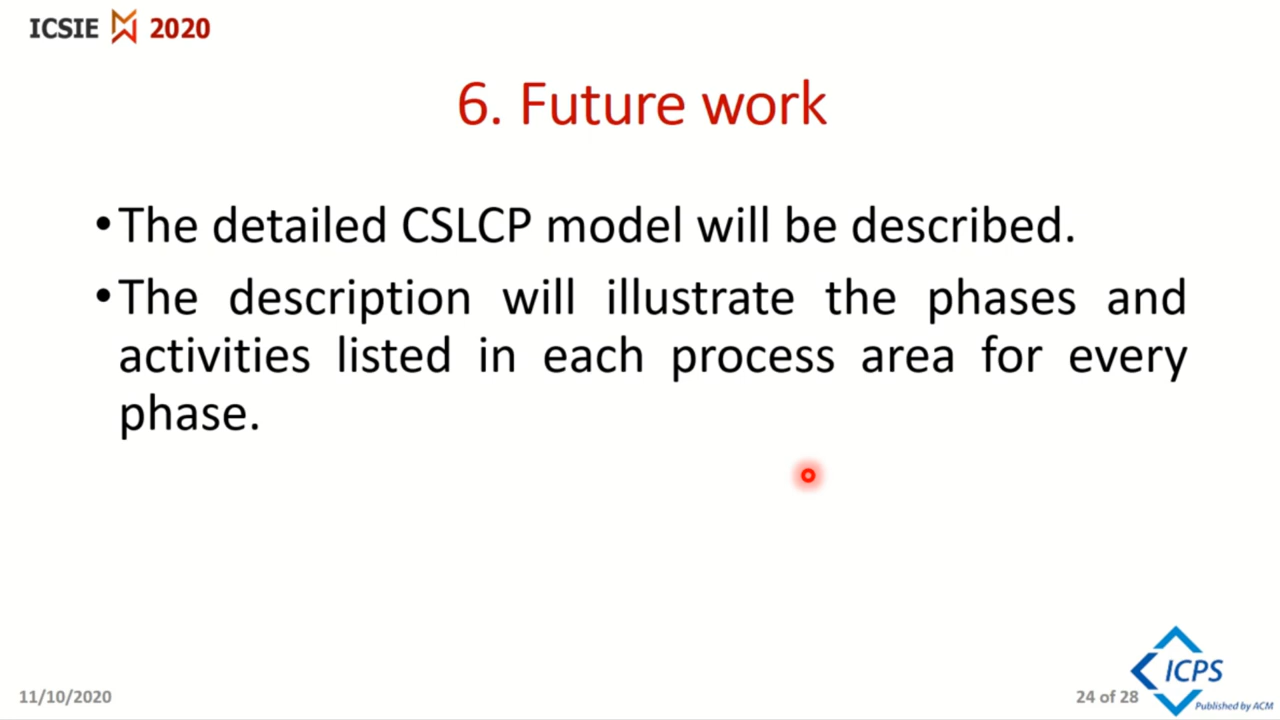 ICSIE 2020
6. Future work
•The detailed CSLCP model will be described.
•The description will illustrate the phases and
activities listed in each process area for every
phase.
11/10/2020
24 of 28
ICPS
Published by ACM